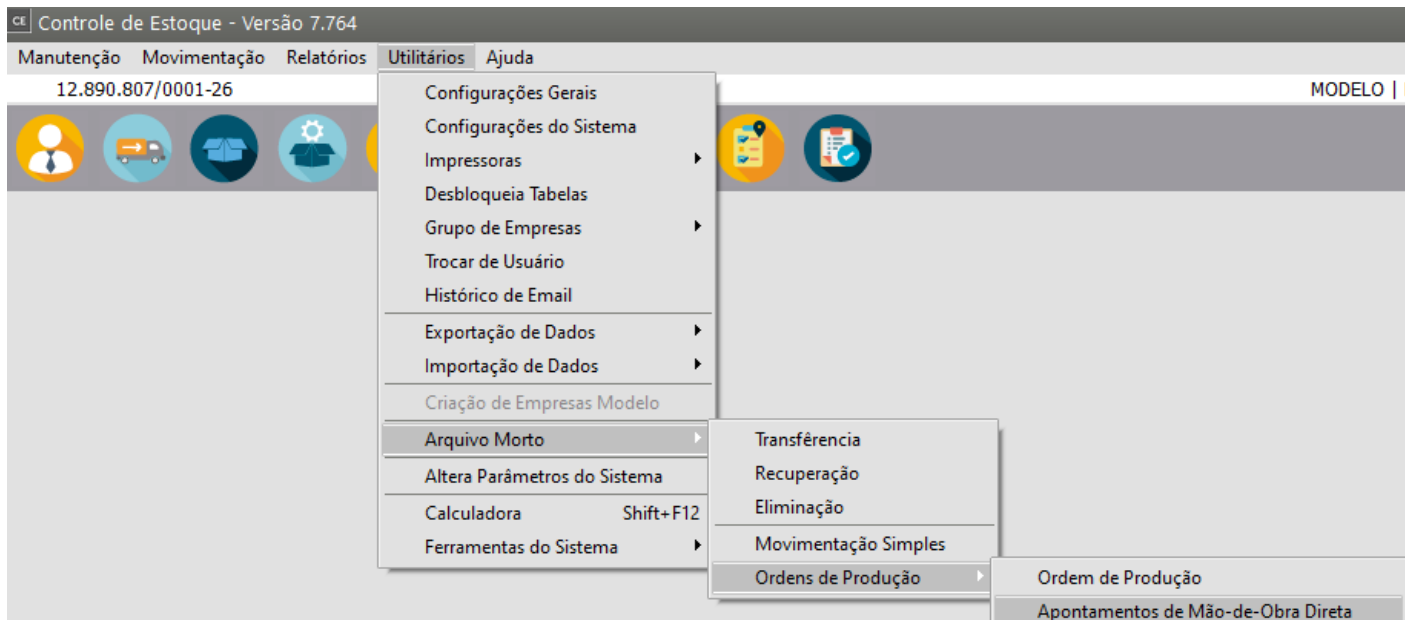 CE Controle de Estoque - Versão 7.764
Manutenção Movimentação Relatórios Utilitários Ajuda
12.890.807/0001-26 MODELO |
Configurações Gerais
Configurações do Sistema
Impressoras
Desbloqueia Tabelas
Grupo de Empresas
Trocar de Usuário
Histórico de Email
Exportação de Dados
Importação de Dados
Criação de Empresas Modelo
Arquivo Morto
Altera Parâmetros do Sistema
Calculadora Shift+F12
Ferramentas do Sistema
Transfêrencia
Recuperação
Eliminação
Movimentação Simples
Ordens de Produção
Ordem de Produção
Apontamentos de Mão-de-Obra Direta